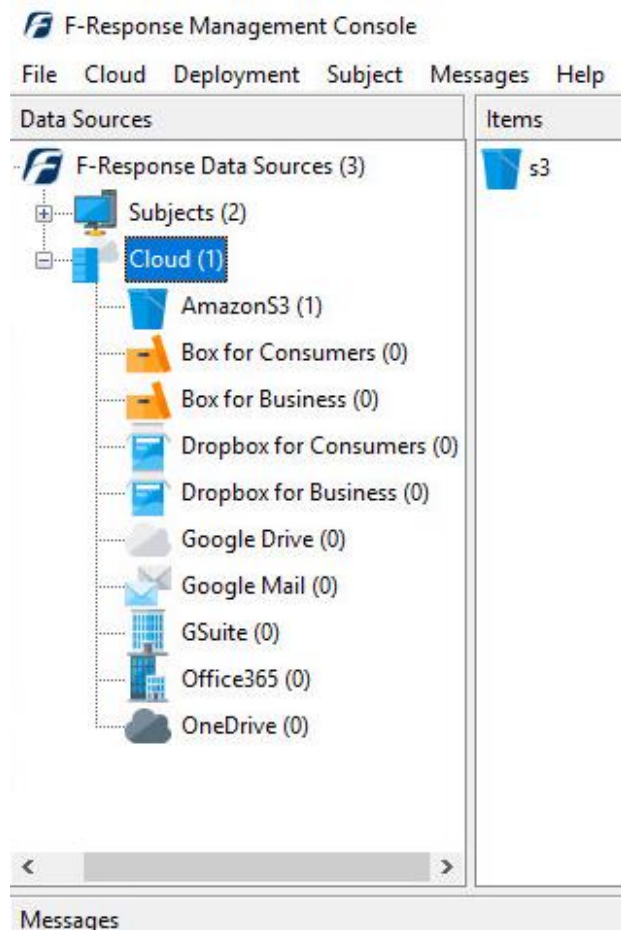 F-Response Management Console
File Cloud Deployment Subject Messages Help
Data Sources
Items
F-Response Data Sources (3)
s3
Subjects (2)
Cloud (1)
AmazonS3 (1)
Box for Consumers (0)
Box for Business (0)
Dropbox for Consumers (0)
Dropbox for Business (0)
Google Drive (0)
Google Mail (0)
GSuite (0)
Office365 (0)
OneDrive (0)
Messages